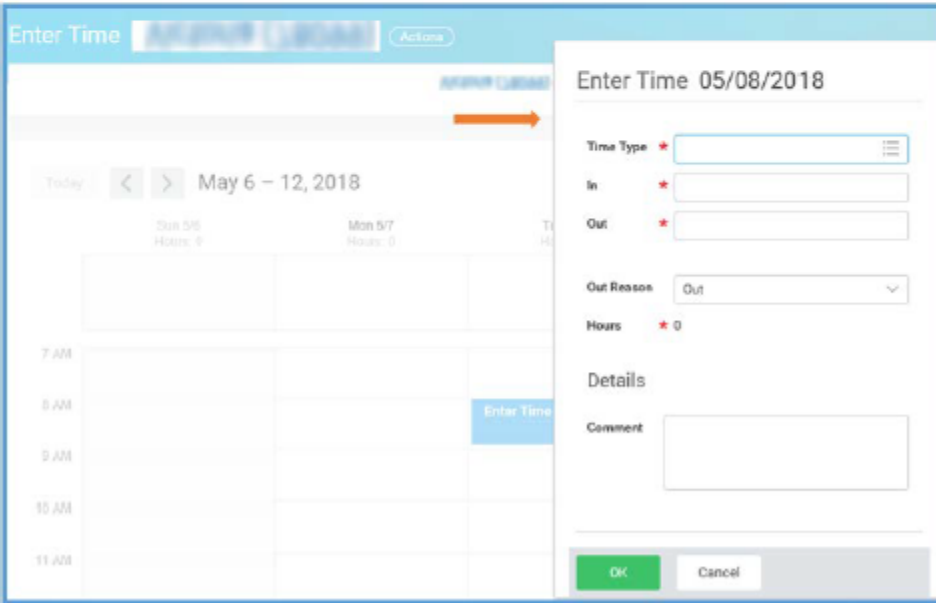 Enter Time
Actions
Enter Time 05/08/2018
Time Type *
In *
Out *
Out Reason Out
Hours * 0
Details
Comment
OK Cancel
Today < > May 6 – 12, 2018
Sun 5/6 Mon 5/7
Hours: 0 Hours: 0
7 AM
8 AM
Enter Time
9 AM
10 AM
11 AM